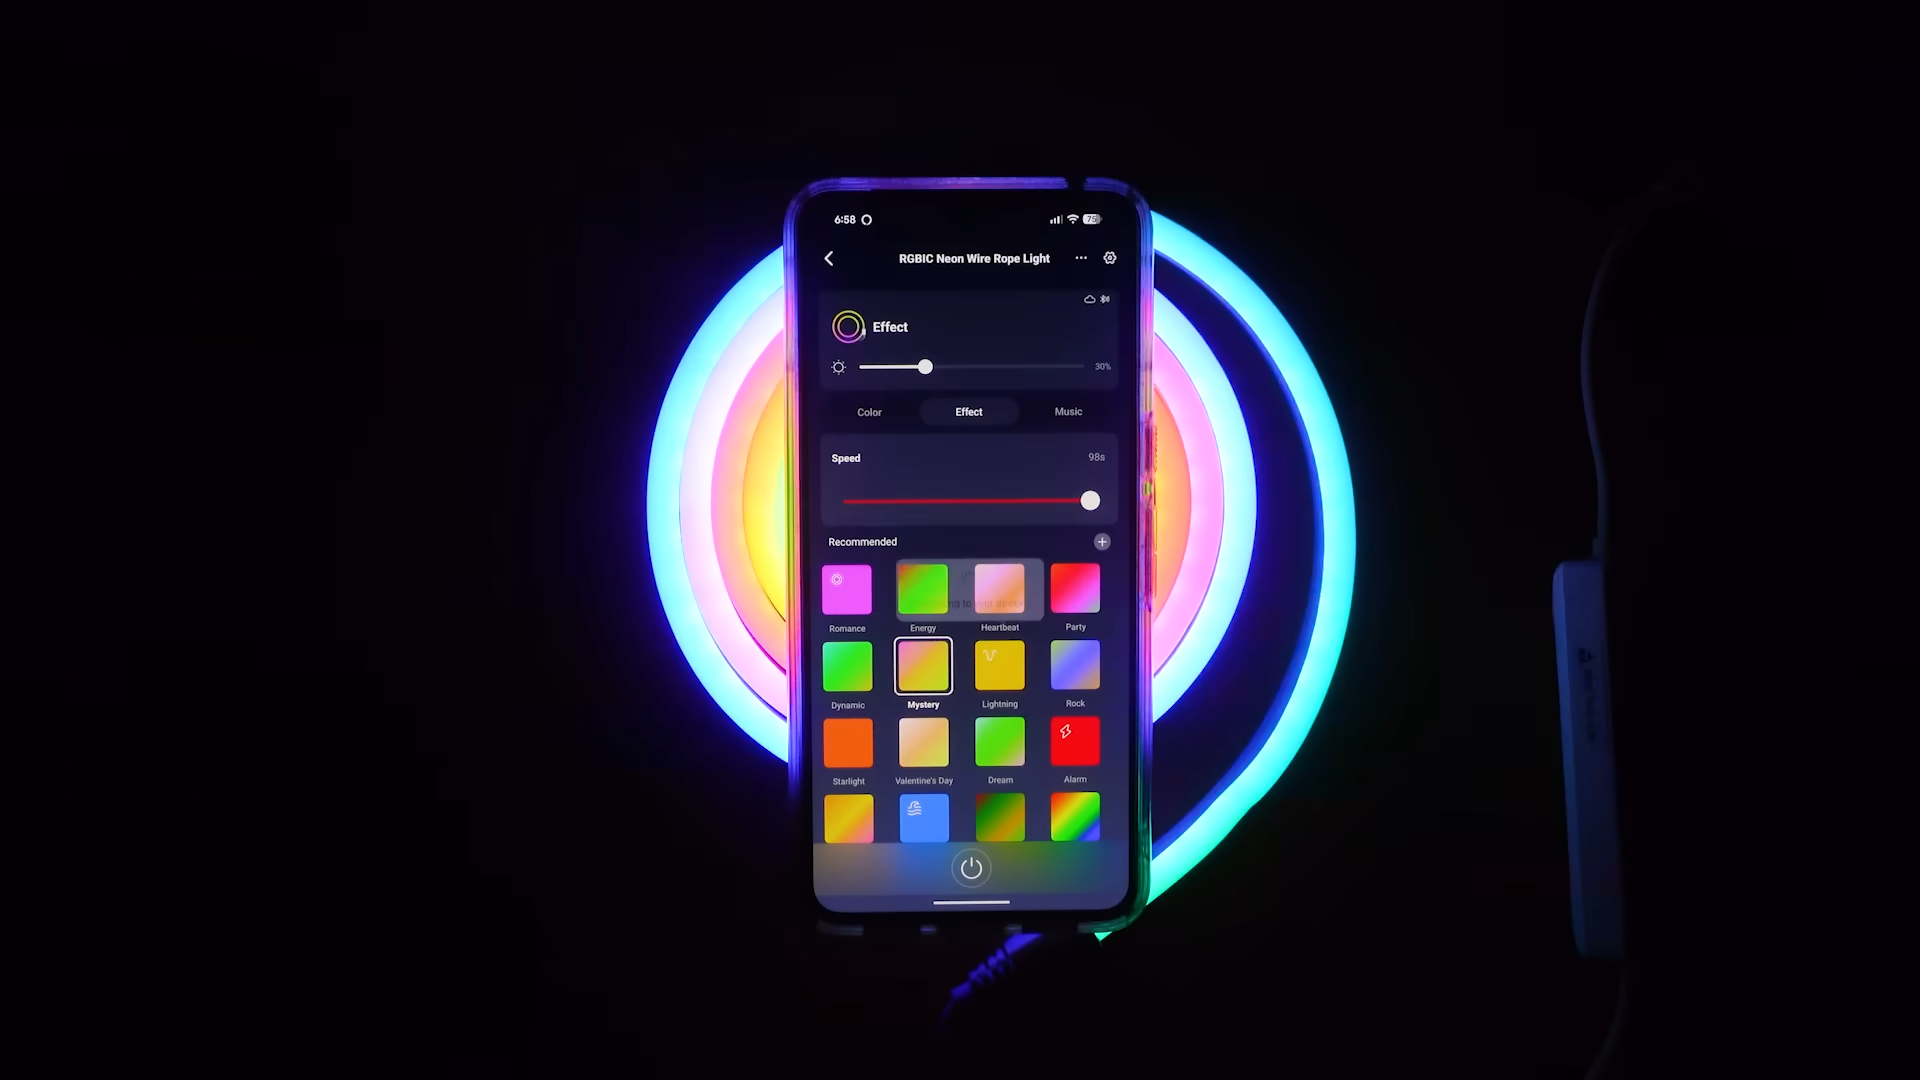 6:58
75
RGBIC Neon Wire Rope Light
Effect
30%
Color
Effect
Music
Speed
98s
Recommended
Romance
Energy
Heartbeat
Party
Dynamic
Mystery
Lightning
Rock
Starlight
Valentine's Day
Dream
Alarm